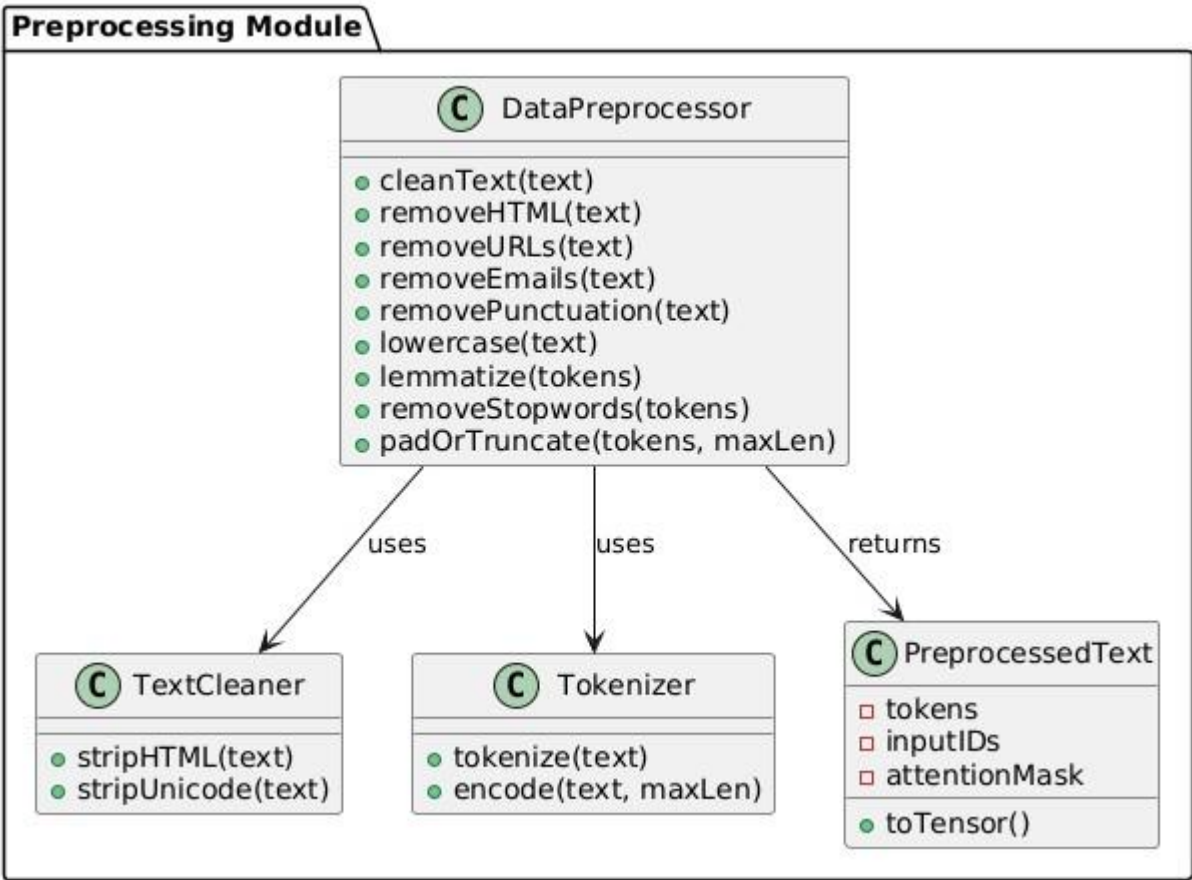 Preprocessing Module
C DataPreprocessor
cleanText(text)
removeHTML(text)
removeURLs(text)
removeEmails(text)
removePunctuation(text)
lowercase(text)
lemmatize(tokens)
removeStopwords(tokens)
padOrTruncate(tokens, maxLen)
uses
uses
returns
C TextCleaner
stripHTML(text)
stripUnicode(text)
C Tokenizer
tokenize(text)
encode(text, maxLen)
C PreprocessedText
tokens
inputIDs
attentionMask
toTensor()